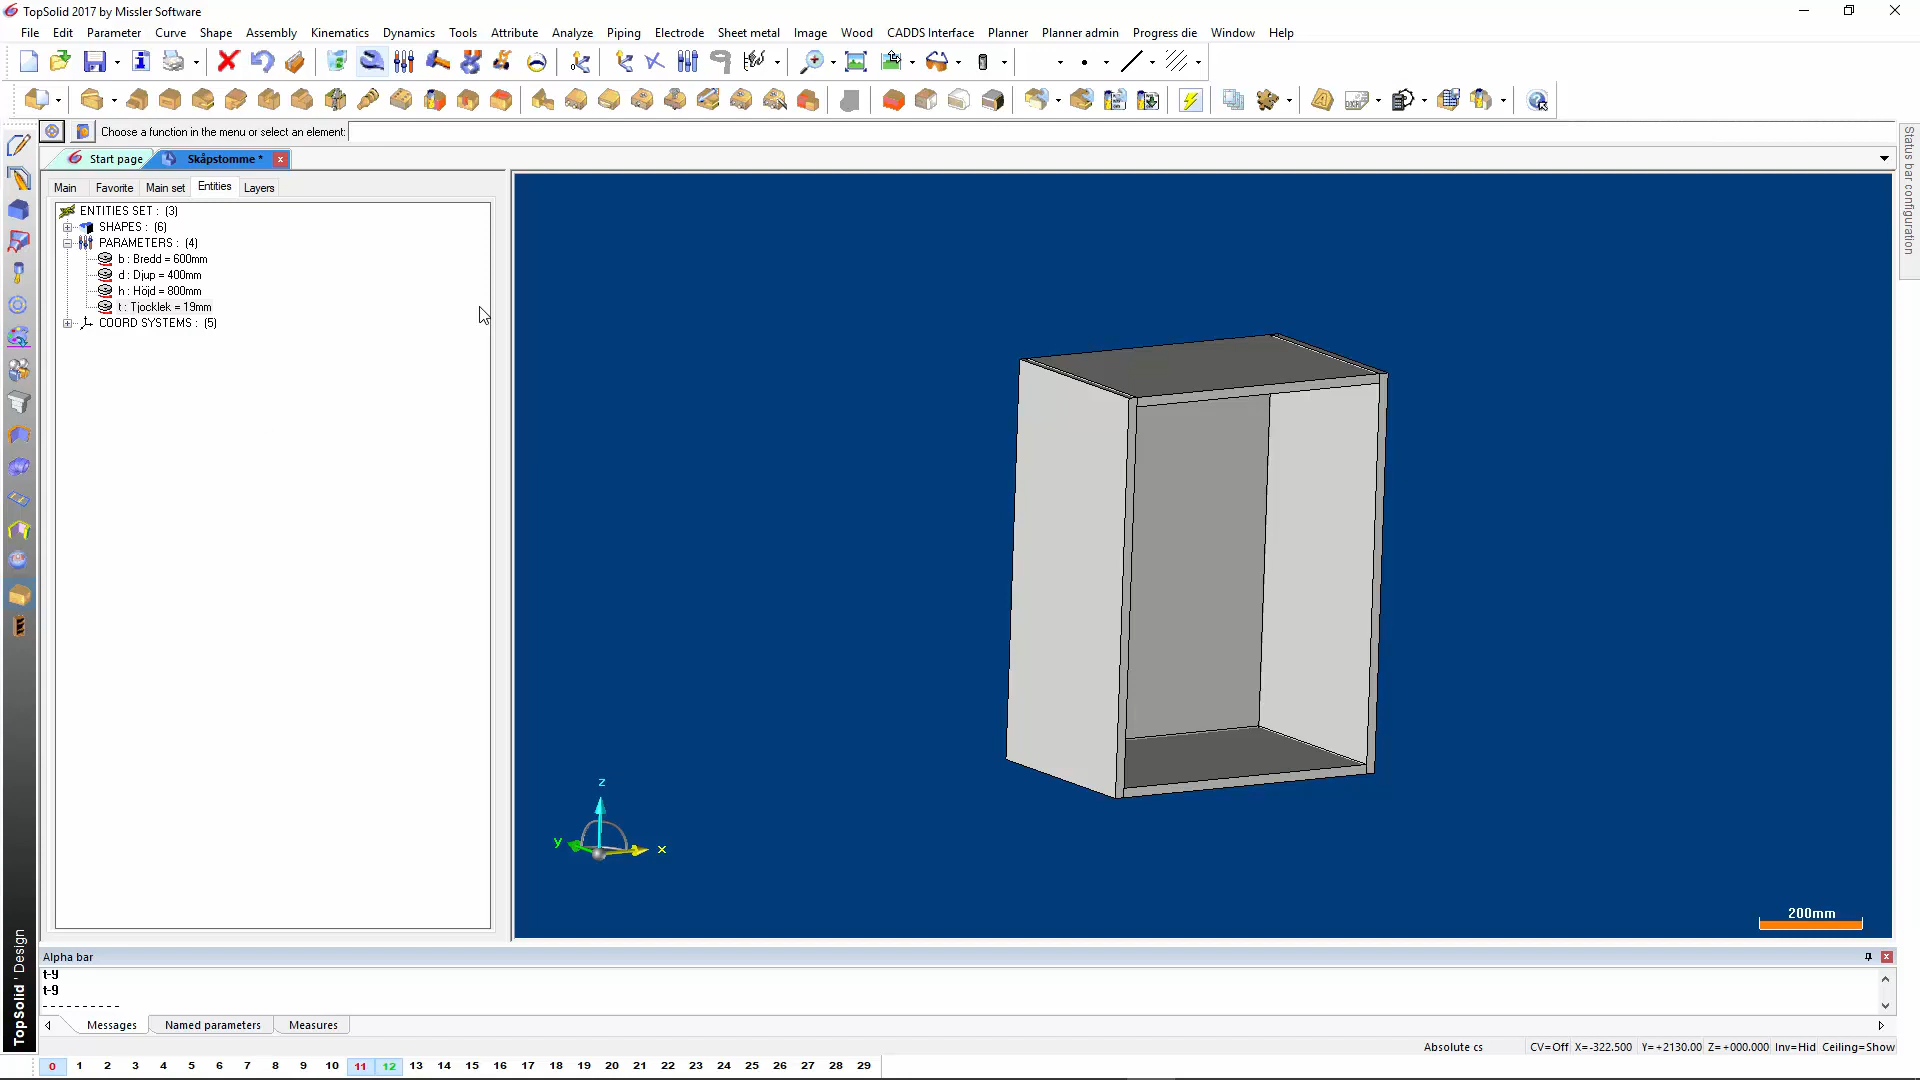 TopSolid 2017 by Missler Software
File Edit Parameter Curve Shape Assembly Kinematics Dynamics Tools Attribute Analyze Piping Electrode Sheet metal Image Wood CADDS Interface Planner Planner admin Progress die Window Help
Choose a function in the menu or select an element:
Start page Skåpstomme *
Main Favorite Main set Entities Layers
ENTITIES SET : (3)
SHAPES : (6)
PARAMETERS : (4)
b : Bredd = 600mm
d : Djup = 400mm
h : Höjd = 800mm
t : Tjocklek = 19mm
COORD SYSTEMS : (5)
Status bar configuration
z
y
x
200mm
TopSolid ' Design
Alpha bar
t-9
t-9
- - - - - - - - - - -
Messages Named parameters Measures
Absolute cs CV=Off X=-322.500 Y=+2130.00 Z=+000.000 Inv=Hid Ceiling=Show
0 1 2 3 4 5 6 7 8 9 10 11 12 13 14 15 16 17 18 19 20 21 22 23 24 25 26 27 28 29